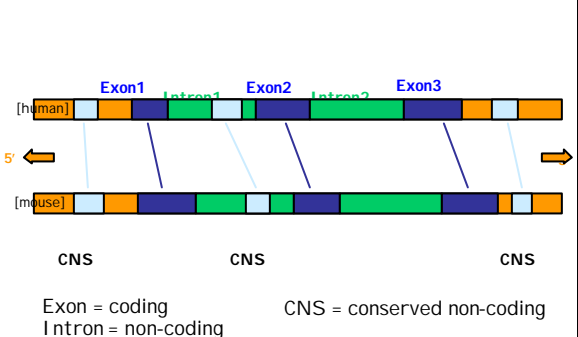 Exon1 Intron1 Exon2 Intron2 Exon3
[human]
5'
[mouse]
CNS CNS CNS
Exon = coding CNS = conserved non-coding
Intron = non-coding